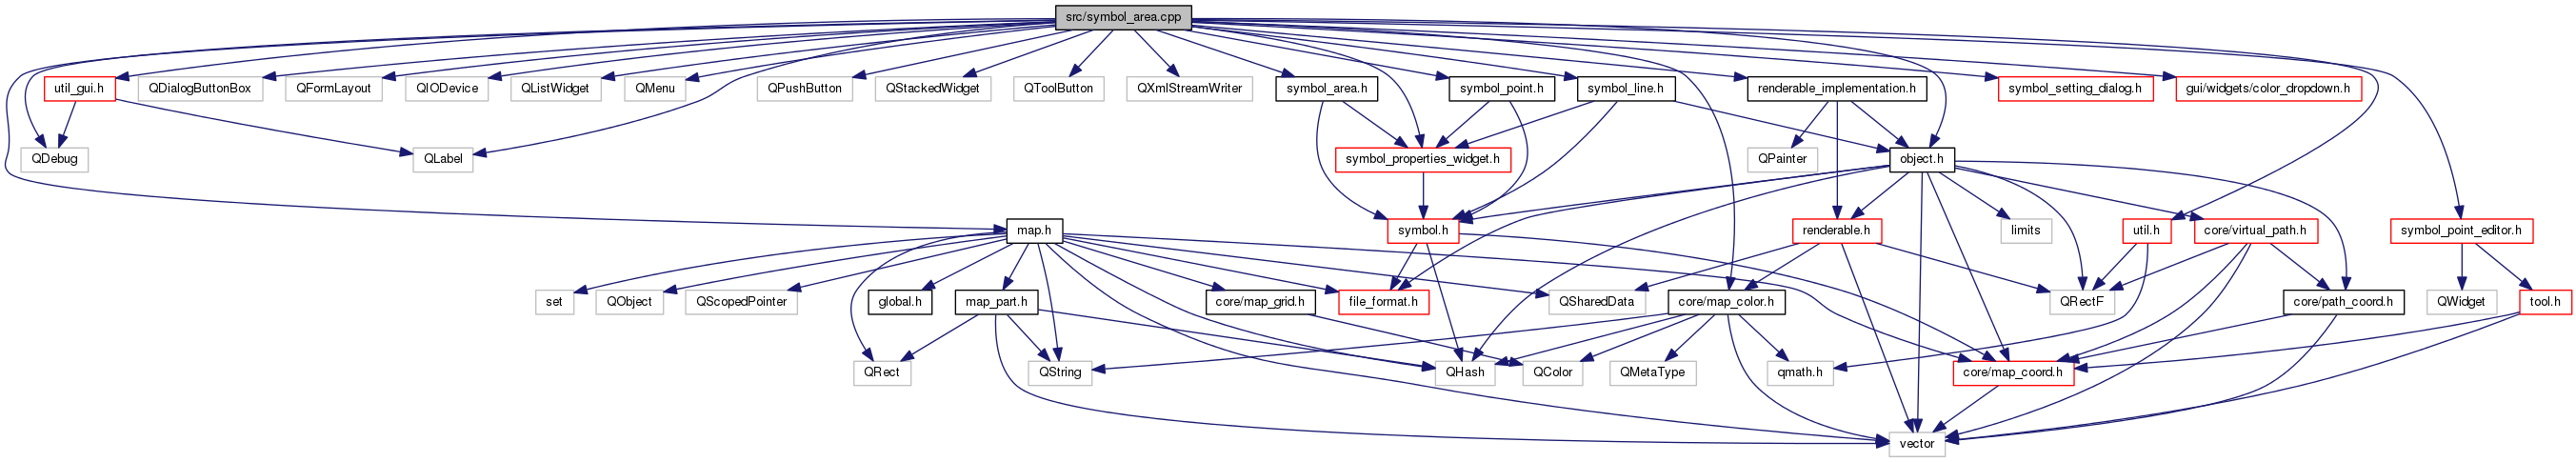 src/symbol_area.cpp
util_gui.h
QDialogButtonBox
QFormLayout
QIODevice
QListWidget
QMenu
QPushButton
QStackedWidget
QToolButton
QXmlStreamWriter
symbol_area.h
symbol_point.h
symbol_line.h
renderable_implementation.h
symbol_setting_dialog.h
gui/widgets/color_dropdown.h
QDebug
QLabel
symbol_properties_widget.h
QPainter
object.h
map.h
symbol.h
renderable.h
limits
util.h
core/virtual_path.h
symbol_point_editor.h
set
QObject
QScopedPointer
global.h
map_part.h
core/map_grid.h
file_format.h
QSharedData
core/map_color.h
QRectF
core/path_coord.h
QWidget
tool.h
QRect
QString
QHash
QColor
QMetaType
qmath.h
core/map_coord.h
vector